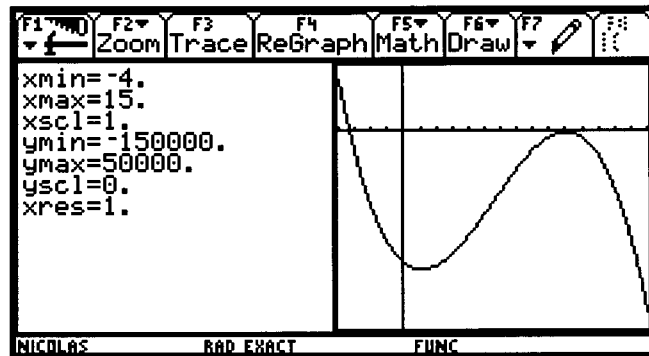 F1 F2 F3 F4 F5 F6 F7
Zoom Trace ReGraph Math Draw
xmin=-4.
xmax=15.
xscl=1.
ymin=-150000.
ymax=50000.
yscl=0.
xres=1.
NICOLAS RAD EXACT FUNC